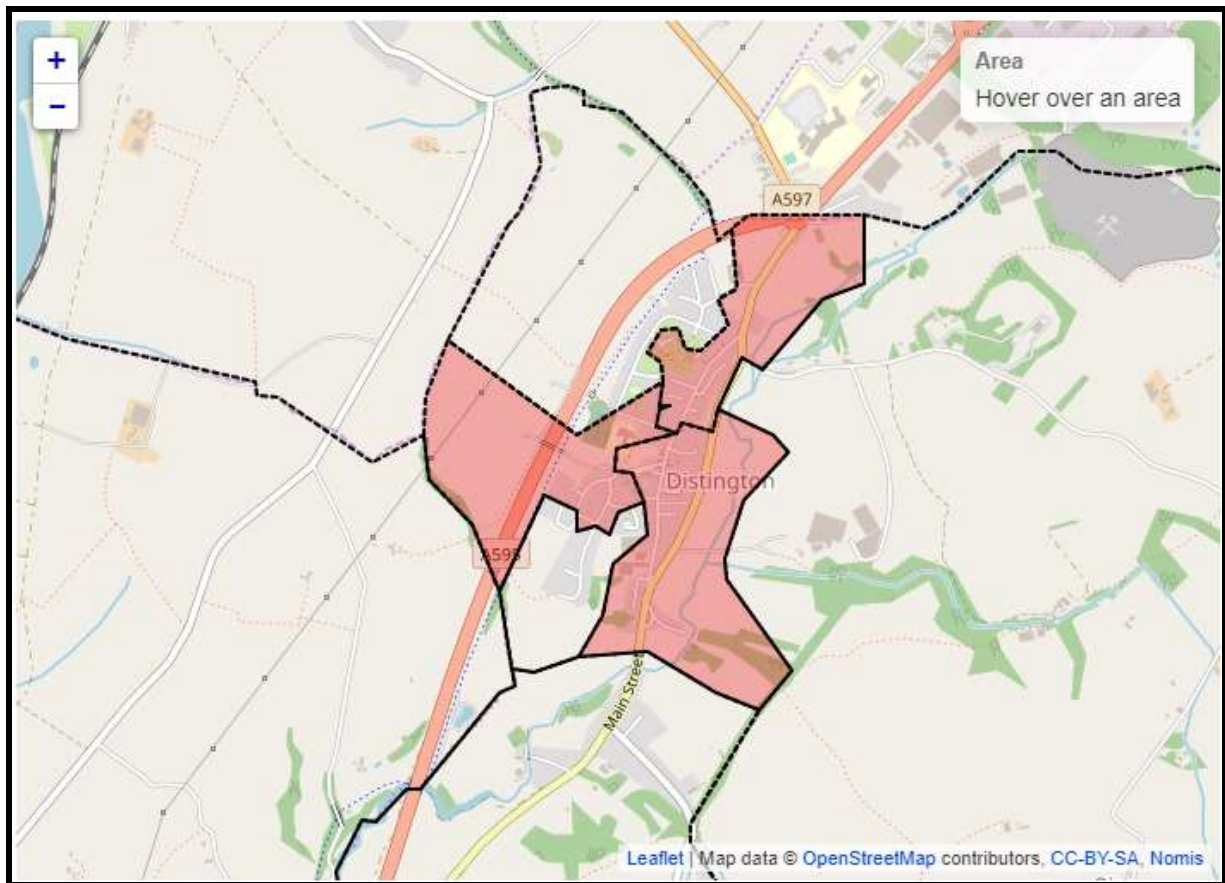 +
−
Area
Hover over an area
A597
Distington
A595
Main Street
Leaflet | Map data © OpenStreetMap contributors, CC-BY-SA, Nomis